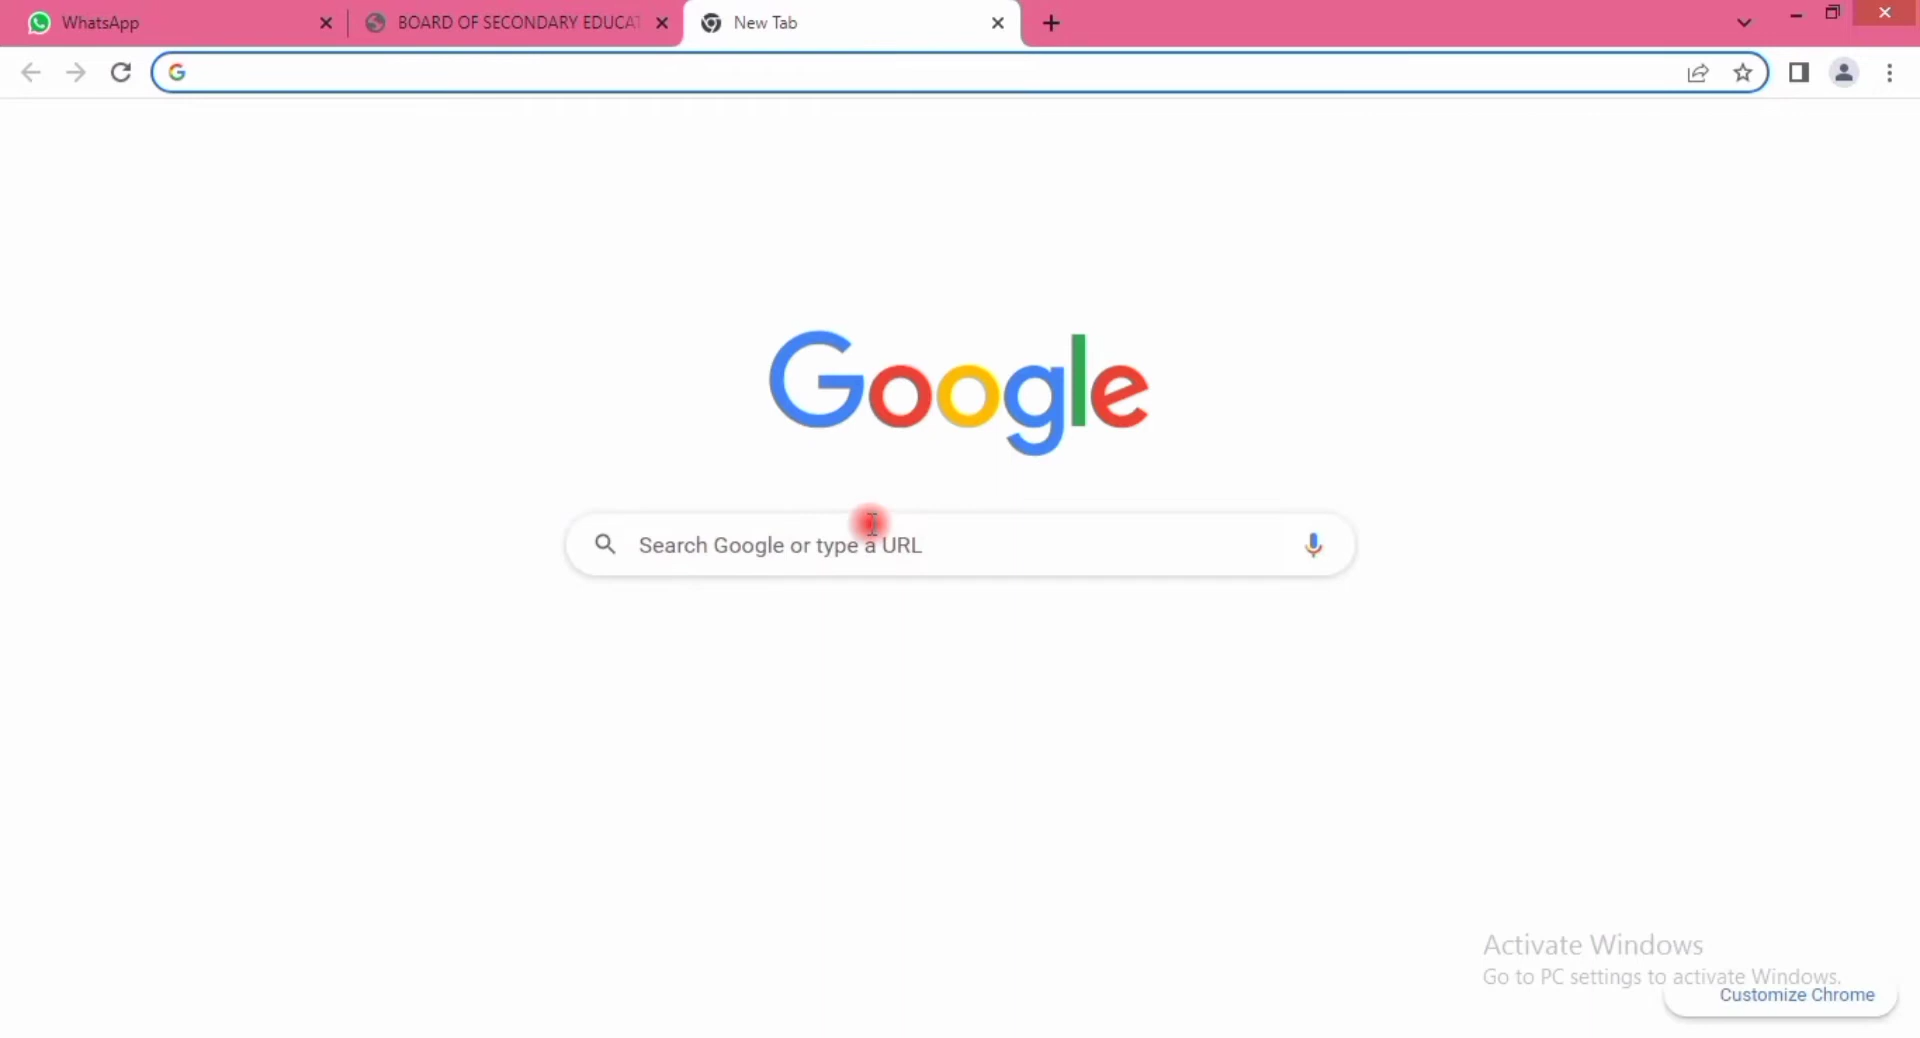 WhatsApp
BOARD OF SECONDARY EDUCAT
New Tab
Google
Search Google or type a URL
Activate Windows
Go to PC settings to activate Windows.
Customize Chrome